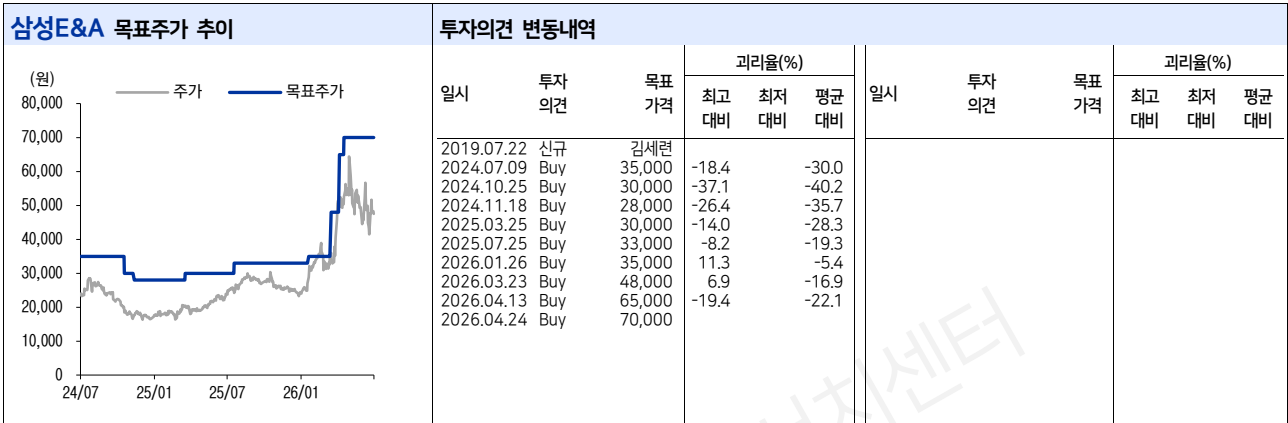 삼성E&A 목표주가 추이
(원)
주가
목표주가
80,000
70,000
60,000
50,000
40,000
30,000
20,000
10,000
0
24/07 25/01 25/07 26/01
투자의견 변동내역
일시 투자의견 목표가격 괴리율(%)
최고대비 최저대비 평균대비
2019.07.22 신규 김세련
2024.07.09 Buy 35,000 -18.4 -30.0
2024.10.25 Buy 30,000 -37.1 -40.2
2024.11.18 Buy 28,000 -26.4 -35.7
2025.03.25 Buy 30,000 -14.0 -28.3
2025.07.25 Buy 33,000 -8.2 -19.3
2026.01.26 Buy 35,000 11.3 -5.4
2026.03.23 Buy 48,000 6.9 -16.9
2026.04.13 Buy 65,000 -19.4 -22.1
2026.04.24 Buy 70,000
일시 투자의견 목표가격 괴리율(%)
최고대비 최저대비 평균대비